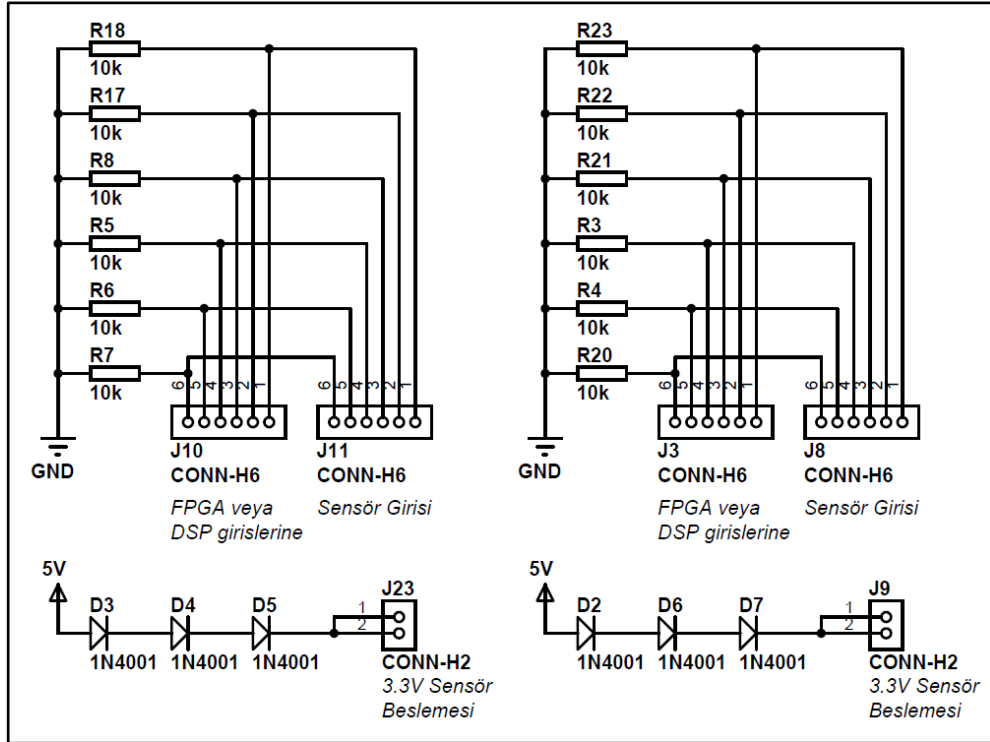 R18
10k
R17
10k
R8
10k
R5
10k
R6
10k
R7
10k
GND
6 5 4 3 2 1
J10
CONN-H6
FPGA veya
DSP girislerine
6 5 4 3 2 1
J11
CONN-H6
Sensör Girisi
R23
10k
R22
10k
R21
10k
R3
10k
R4
10k
R20
10k
GND
6 5 4 3 2 1
J3
CONN-H6
FPGA veya
DSP girislerine
6 5 4 3 2 1
J8
CONN-H6
Sensör Girisi
5V
D3
1N4001
D4
1N4001
D5
1N4001
J23
1
2
CONN-H2
3.3V Sensör
Beslemesi
5V
D2
1N4001
D6
1N4001
D7
1N4001
J9
1
2
CONN-H2
3.3V Sensör
Beslemesi